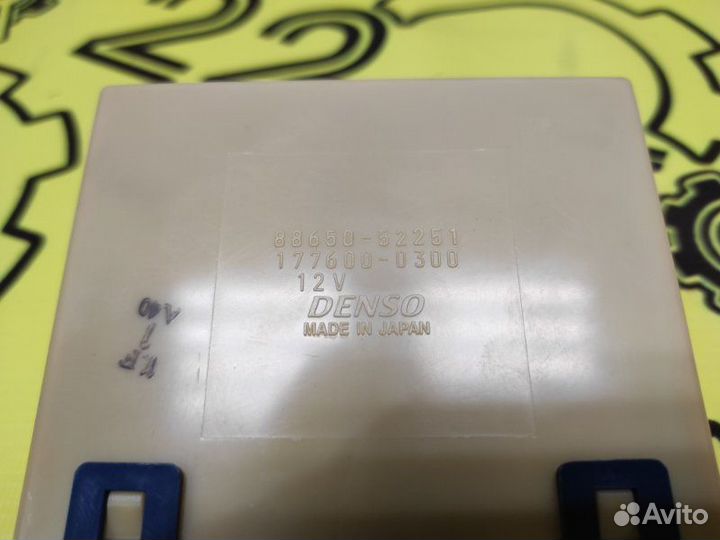 88650-52251
177600-0300
12V
DENSO
MADE IN JAPAN
Avito